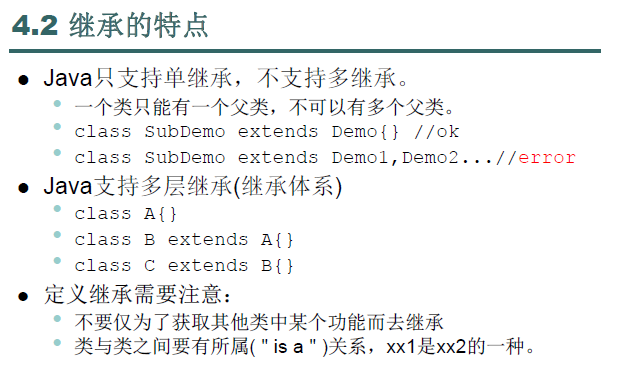 4.2 继承的特点
Java只支持单继承，不支持多继承。
一个类只能有一个父类，不可以有多个父类。
class SubDemo extends Demo{} //ok
class SubDemo extends Demo1,Demo2...//error
Java支持多层继承(继承体系)
class A{}
class B extends A{}
class C extends B{}
定义继承需要注意：
不要仅为了获取其他类中某个功能而去继承
类与类之间要有所属( " is a " )关系，xx1是xx2的一种。